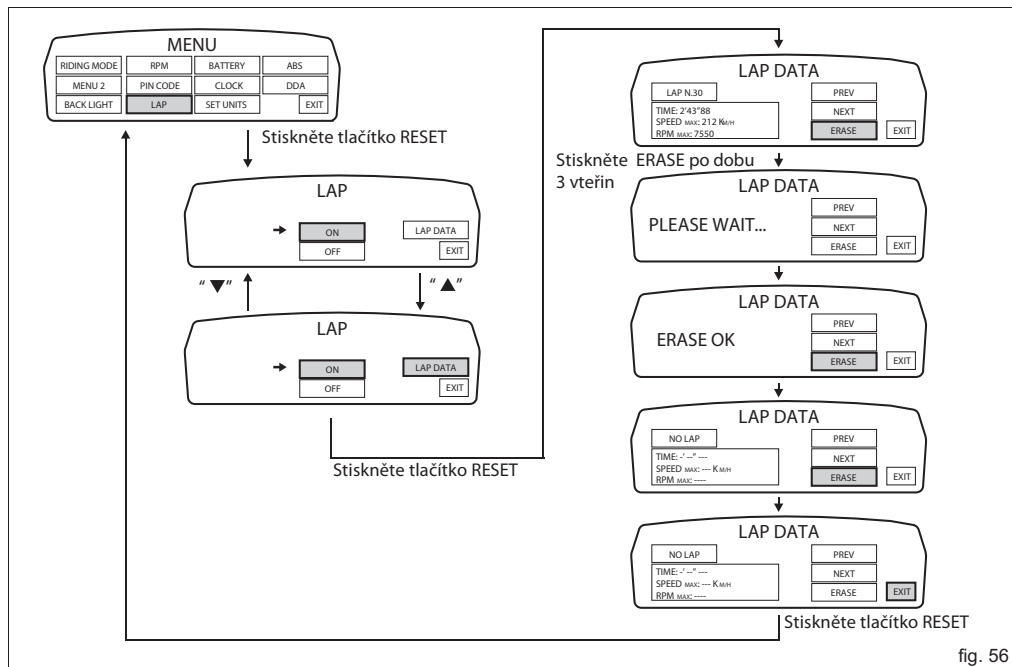 MENU
RIDING MODE RPM BATTERY ABS
MENU 2 PIN CODE CLOCK DDA
BACK LIGHT LAP SET UNITS EXIT
Stiskněte tlačítko RESET
LAP
ON LAP DATA
OFF EXIT
“ ▼” “ ▲”
LAP
ON LAP DATA
OFF EXIT
Stiskněte tlačítko RESET
LAP DATA
LAP N.30 PREV
TIME: 2'43"88 NEXT
SPEED MAX: 212 KM/H
RPM MAX: 7550 ERASE EXIT
Stiskněte ERASE po dobu
3 vteřin
LAP DATA
PREV
PLEASE WAIT... NEXT
ERASE EXIT
LAP DATA
PREV
ERASE OK NEXT
ERASE EXIT
LAP DATA
NO LAP PREV
TIME: -' --" --- NEXT
SPEED MAX: --- KM/H
RPM MAX: ---- ERASE EXIT
LAP DATA
NO LAP PREV
TIME: -' --" --- NEXT
SPEED MAX: --- KM/H
RPM MAX: ---- ERASE EXIT
Stiskněte tlačítko RESET
fig. 56